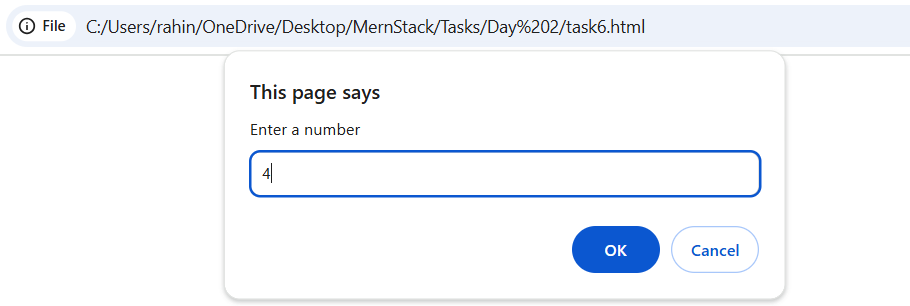 File C:/Users/rahin/OneDrive/Desktop/MernStack/Tasks/Day%202/task6.html
This page says
Enter a number
4
OK Cancel